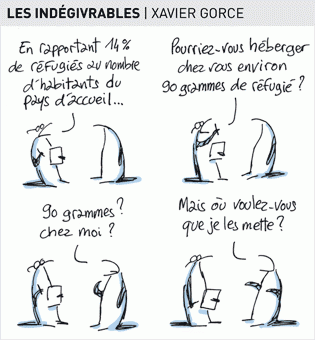 LES INDÉGIVRABLES | XAVIER GORCE
En rapportant 14%
de réfugiés au nombre
d'habitants du
pays d'accueil...
Pourriez-vous héberger
chez vous environ
90 grammes de réfugié ?
90 grammes ?
chez moi ?
Mais où voulez-vous
que je les mette ?